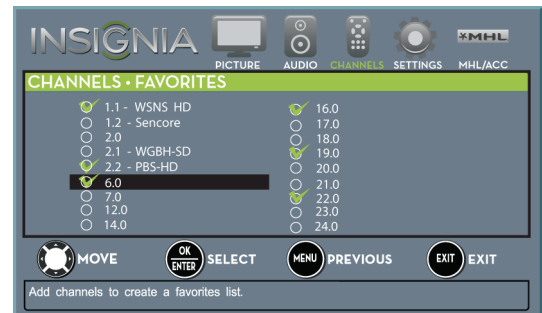 INSIGNIA
PICTURE AUDIO CHANNELS SETTINGS MHL/ACC
MHL
CHANNELS • FAVORITES
1.1 - WSNS HD
1.2 - Sencore
2.0
2.1 - WGBH-SD
2.2 - PBS-HD
6.0
7.0
12.0
14.0
16.0
17.0
18.0
19.0
20.0
21.0
22.0
23.0
24.0
MOVE
OK
ENTER
SELECT
MENU PREVIOUS
EXIT EXIT
Add channels to create a favorites list.